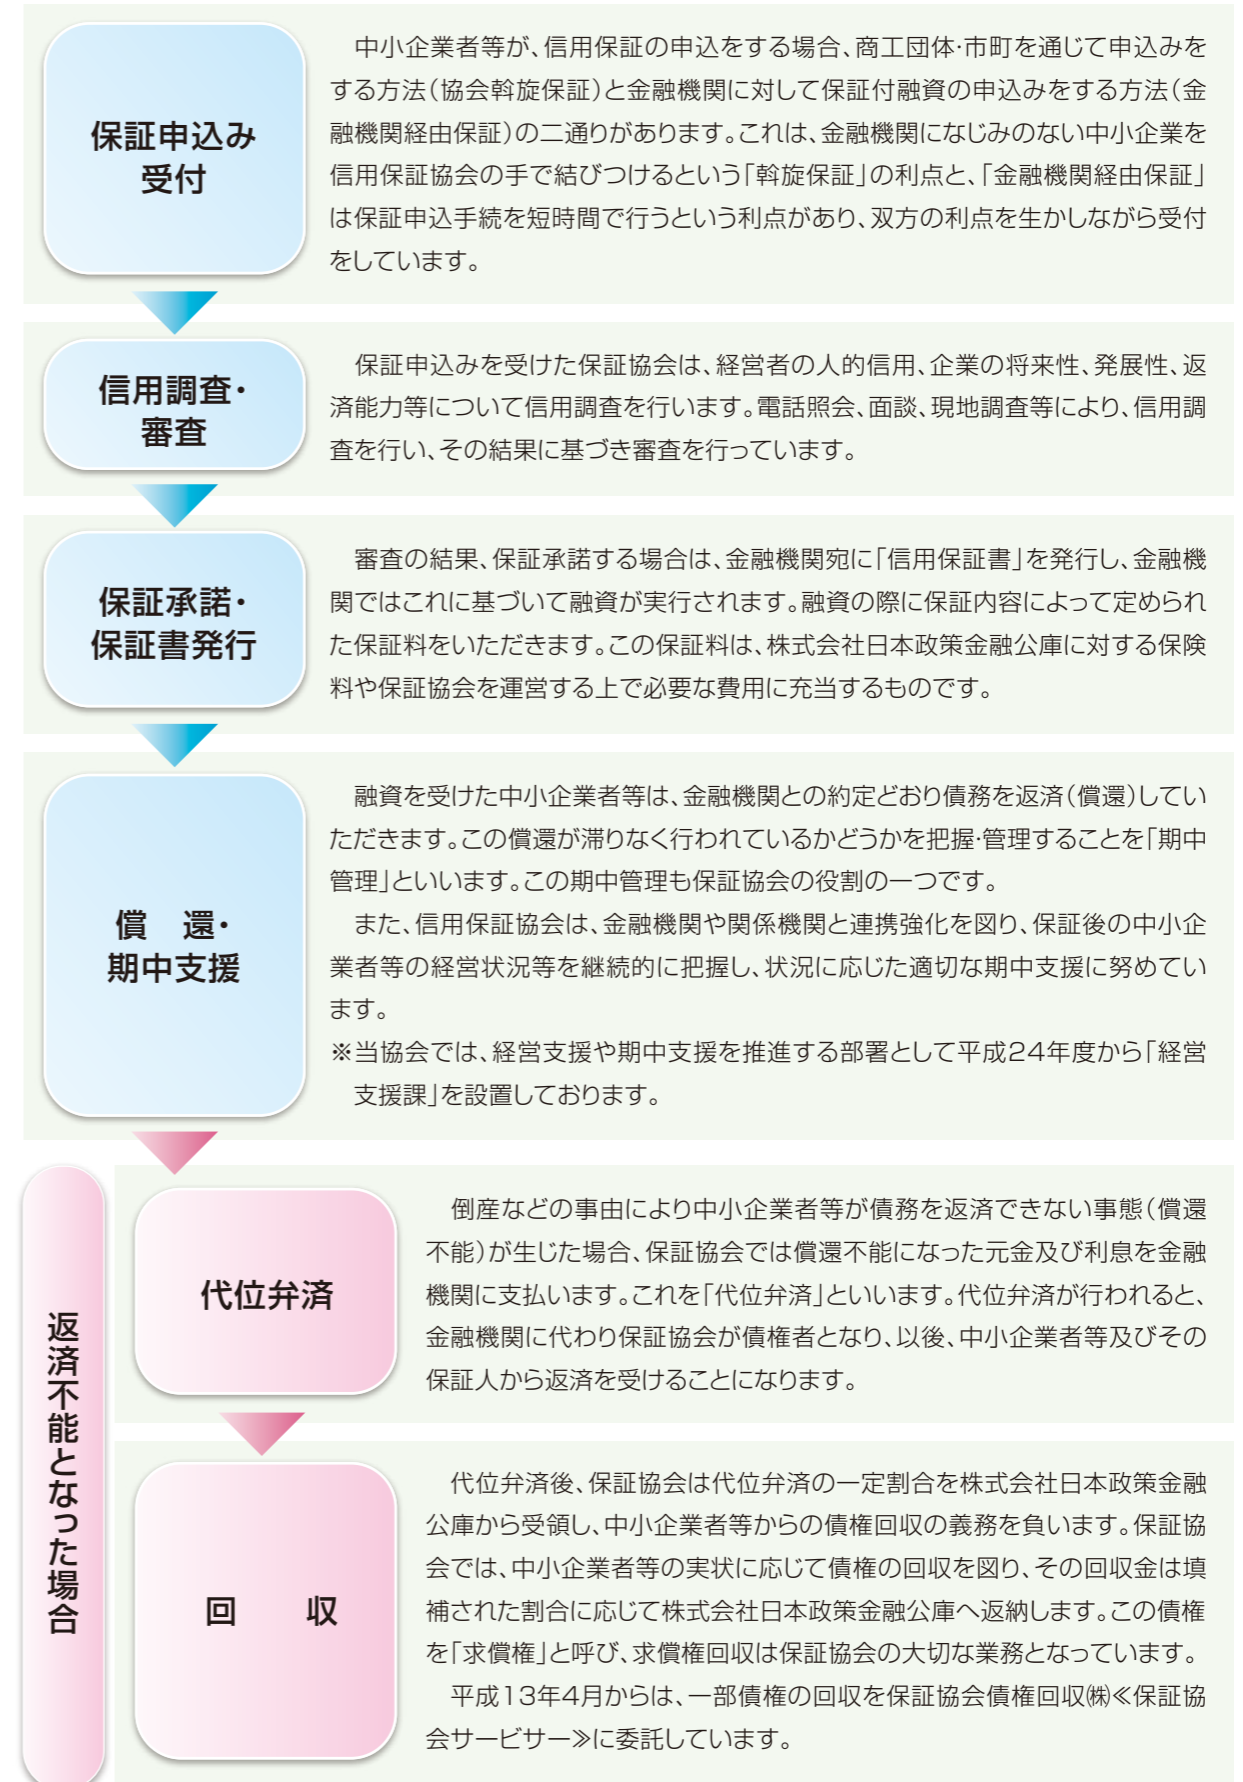 保証申込み
受付
　中小企業者等が、信用保証の申込をする場合、商工団体・市町を通じて申込みを
する方法（協会斡旋保証）と金融機関に対して保証付融資の申込みをする方法（金
融機関経由保証）の二通りがあります。これは、金融機関になじみのない中小企業を
信用保証協会の手で結びつけるという「斡旋保証」の利点と、「金融機関経由保証」
は保証申込手続を短時間で行うという利点があり、双方の利点を生かしながら受付
をしています。
信用調査・
審査
　保証申込みを受けた保証協会は、経営者の人的信用、企業の将来性、発展性、返
済能力等について信用調査を行います。電話照会、面談、現地調査等により、信用調
査を行い、その結果に基づき審査を行っています。
保証承諾・
保証書発行
　審査の結果、保証承諾する場合は、金融機関宛に「信用保証書」を発行し、金融機
関ではこれに基づいて融資が実行されます。融資の際に保証内容によって定められ
た保証料をいただきます。この保証料は、株式会社日本政策金融公庫に対する保険
料や保証協会を運営する上で必要な費用に充当するものです。
償　還・
期中支援
　融資を受けた中小企業者等は、金融機関との約定どおり債務を返済（償還）してい
ただきます。この償還が滞りなく行われているかどうかを把握・管理することを「期中
管理」といいます。この期中管理も保証協会の役割の一つです。
　また、信用保証協会は、金融機関や関係機関と連携強化を図り、保証後の中小企
業者等の経営状況等を継続的に把握し、状況に応じた適切な期中支援に努めてい
ます。
※当協会では、経営支援や期中支援を推進する部署として平成24年度から「経営
支援課」を設置しております。
返済不能となった場合
代位弁済
　倒産などの事由により中小企業者等が債務を返済できない事態（償還
不能）が生じた場合、保証協会では償還不能になった元金及び利息を金融
機関に支払います。これを「代位弁済」といいます。代位弁済が行われると、
金融機関に代わり保証協会が債権者となり、以後、中小企業者等及びその
保証人から返済を受けることになります。
回　収
　代位弁済後、保証協会は代位弁済の一定割合を株式会社日本政策金融
公庫から受領し、中小企業者等からの債権回収の義務を負います。保証協
会では、中小企業者等の実状に応じて債権の回収を図り、その回収金は填
補された割合に応じて株式会社日本政策金融公庫へ返納します。この債権
を「求償権」と呼び、求償権回収は保証協会の大切な業務となっています。
　平成13年4月からは、一部債権の回収を保証協会債権回収㈱≪保証協
会サービサー≫に委託しています。